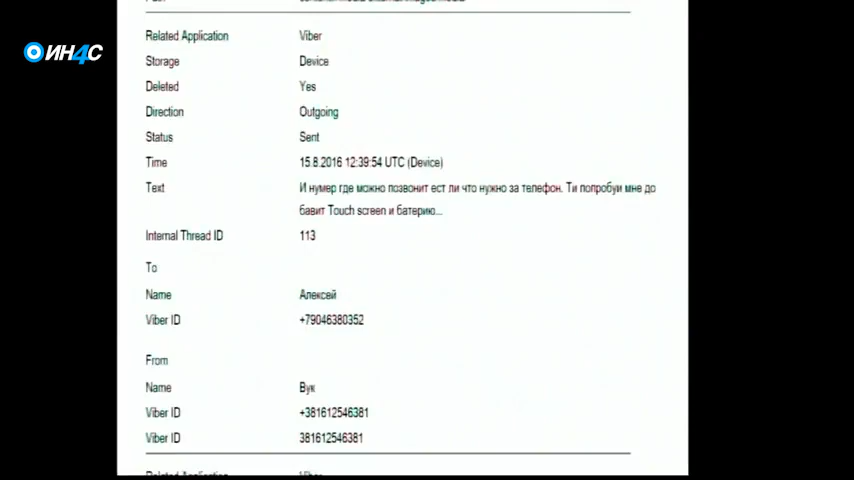 ИН4С
Related Application Viber
Storage Device
Deleted Yes
Direction Outgoing
Status Sent
Time 15.8.2016 12:39:54 UTC (Device)
Text И нумер где можно позвонит ест ли что нужно за телефон. Ти попробуи мне до
бавит Touch screen и батерию...
Internal Thread ID 113
To
Name Алексей
Viber ID +79046380352
From
Name Вук
Viber ID +381612546381
Viber ID 381612546381
Related Application Viber